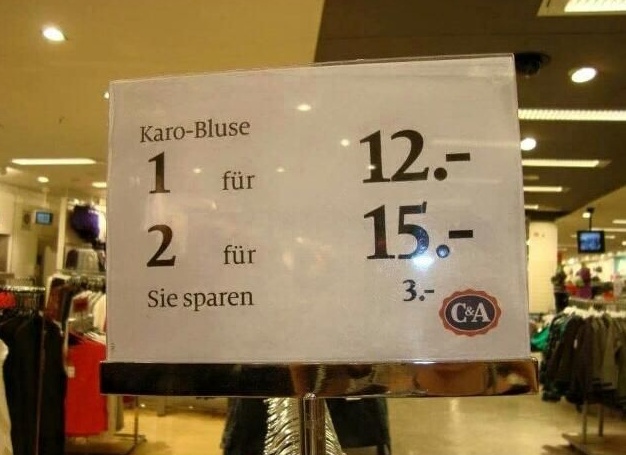 Karo-Bluse
1 für 12.-
2 für 15.-
Sie sparen 3.-
C&A